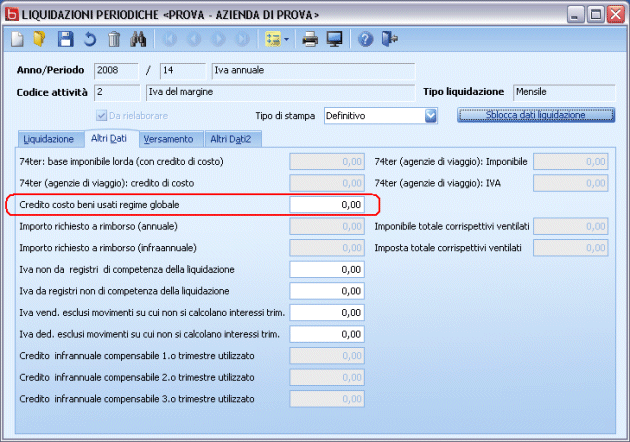 LIQUIDAZIONI PERIODICHE <PROVA - AZIENDA DI PROVA>
Anno/Periodo 2008 / 14 Iva annuale
Codice attività 2 Iva del margine Tipo liquidazione Mensile
Da rielaborare Tipo di stampa Definitivo Sblocca dati liquidazione
Liquidazione Altri Dati Versamento Altri Dati2
74ter: base imponibile lorda (con credito di costo) 0,00 74ter (agenzie di viaggio): Imponibile 0,00
74ter (agenzie di viaggio): credito di costo 0,00 74ter (agenzie di viaggio): IVA 0,00
Credito costo beni usati regime globale 0,00
Importo richiesto a rimborso (annuale) 0,00 Imponibile totale corrispettivi ventilati 0,00
Importo richiesto a rimborso (infraannuale) 0,00 Imposta totale corrispettivi ventilati 0,00
Iva non da registri di competenza della liquidazione 0,00
Iva da registri non di competenza della liquidazione 0,00
Iva vend. esclusi movimenti su cui non si calcolano interessi trim. 0,00
Iva ded. esclusi movimenti su cui non si calcolano interessi trim. 0,00
Credito infrannuale compensabile 1.o trimestre utilizzato 0,00
Credito infrannuale compensabile 2.o trimestre utilizzato 0,00
Credito infrannuale compensabile 3.o trimestre utilizzato 0,00